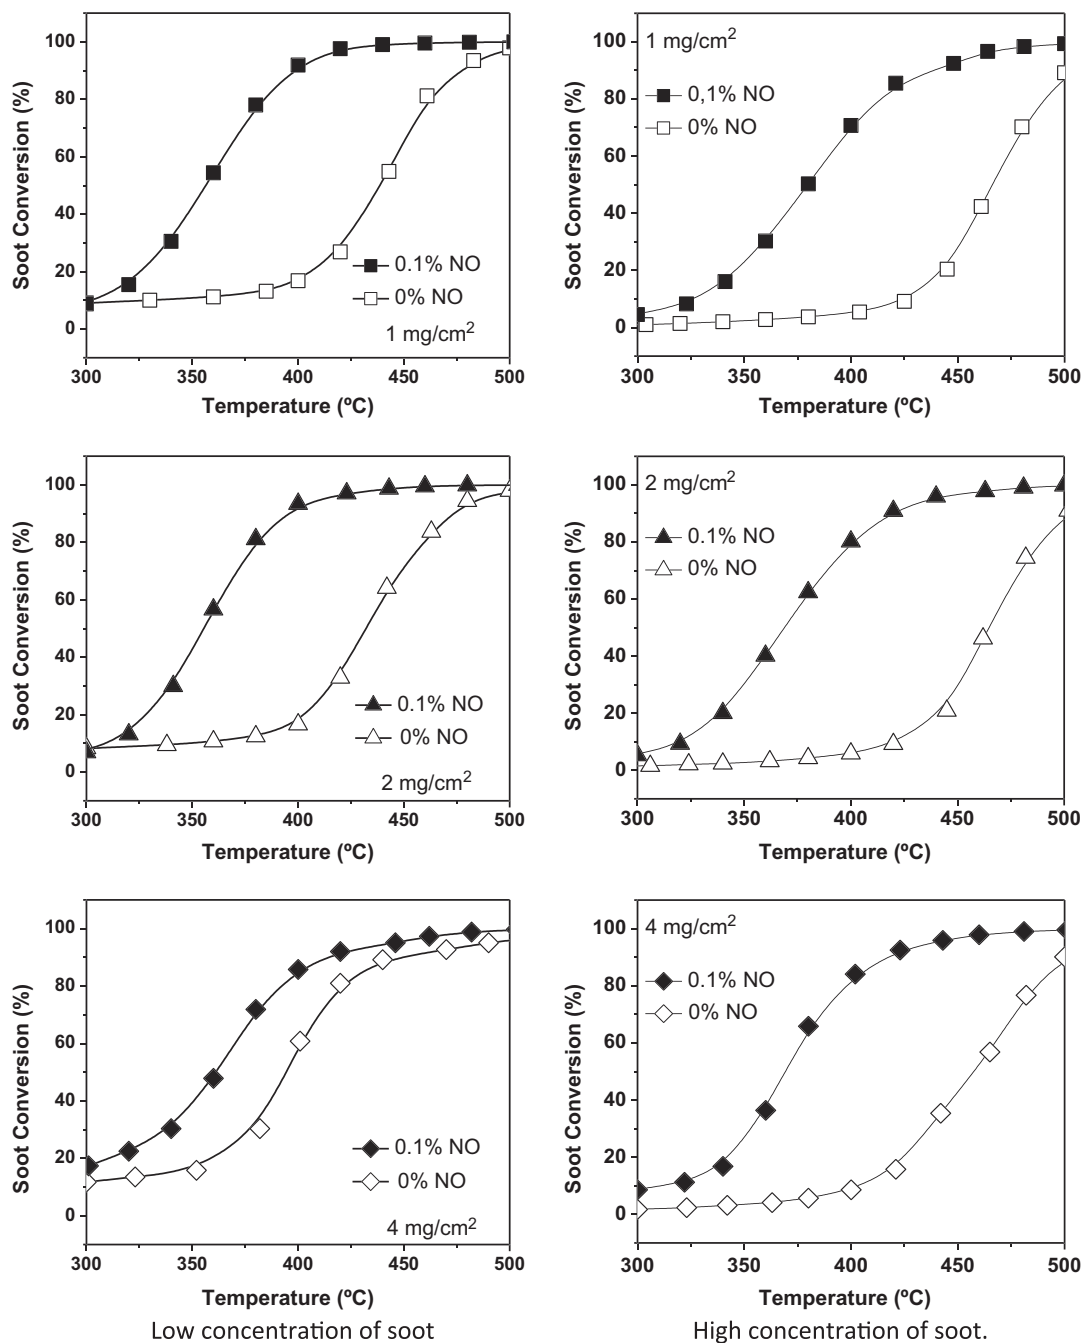 100
80
60
40
20
0
Soot Conversion (%)
0.1% NO
0% NO
1 mg/cm²
300 350 400 450 500
Temperature (ºC)
100
80
60
40
20
0
Soot Conversion (%)
1 mg/cm²
0,1% NO
0% NO
300 350 400 450 500
Temperature (ºC)
100
80
60
40
20
0
Soot Conversion (%)
0.1% NO
0% NO
2 mg/cm²
300 350 400 450 500
Temperature (ºC)
100
80
60
40
20
0
Soot Conversion (%)
2 mg/cm²
0.1% NO
0% NO
300 350 400 450 500
Temperature (ºC)
100
80
60
40
20
0
Soot Conversion (%)
0.1% NO
0% NO
4 mg/cm²
300 350 400 450 500
Temperature (ºC)
Low concentration of soot
100
80
60
40
20
0
Soot Conversion (%)
4 mg/cm²
0.1% NO
0% NO
300 350 400 450 500
Temperature (ºC)
High concentration of soot.